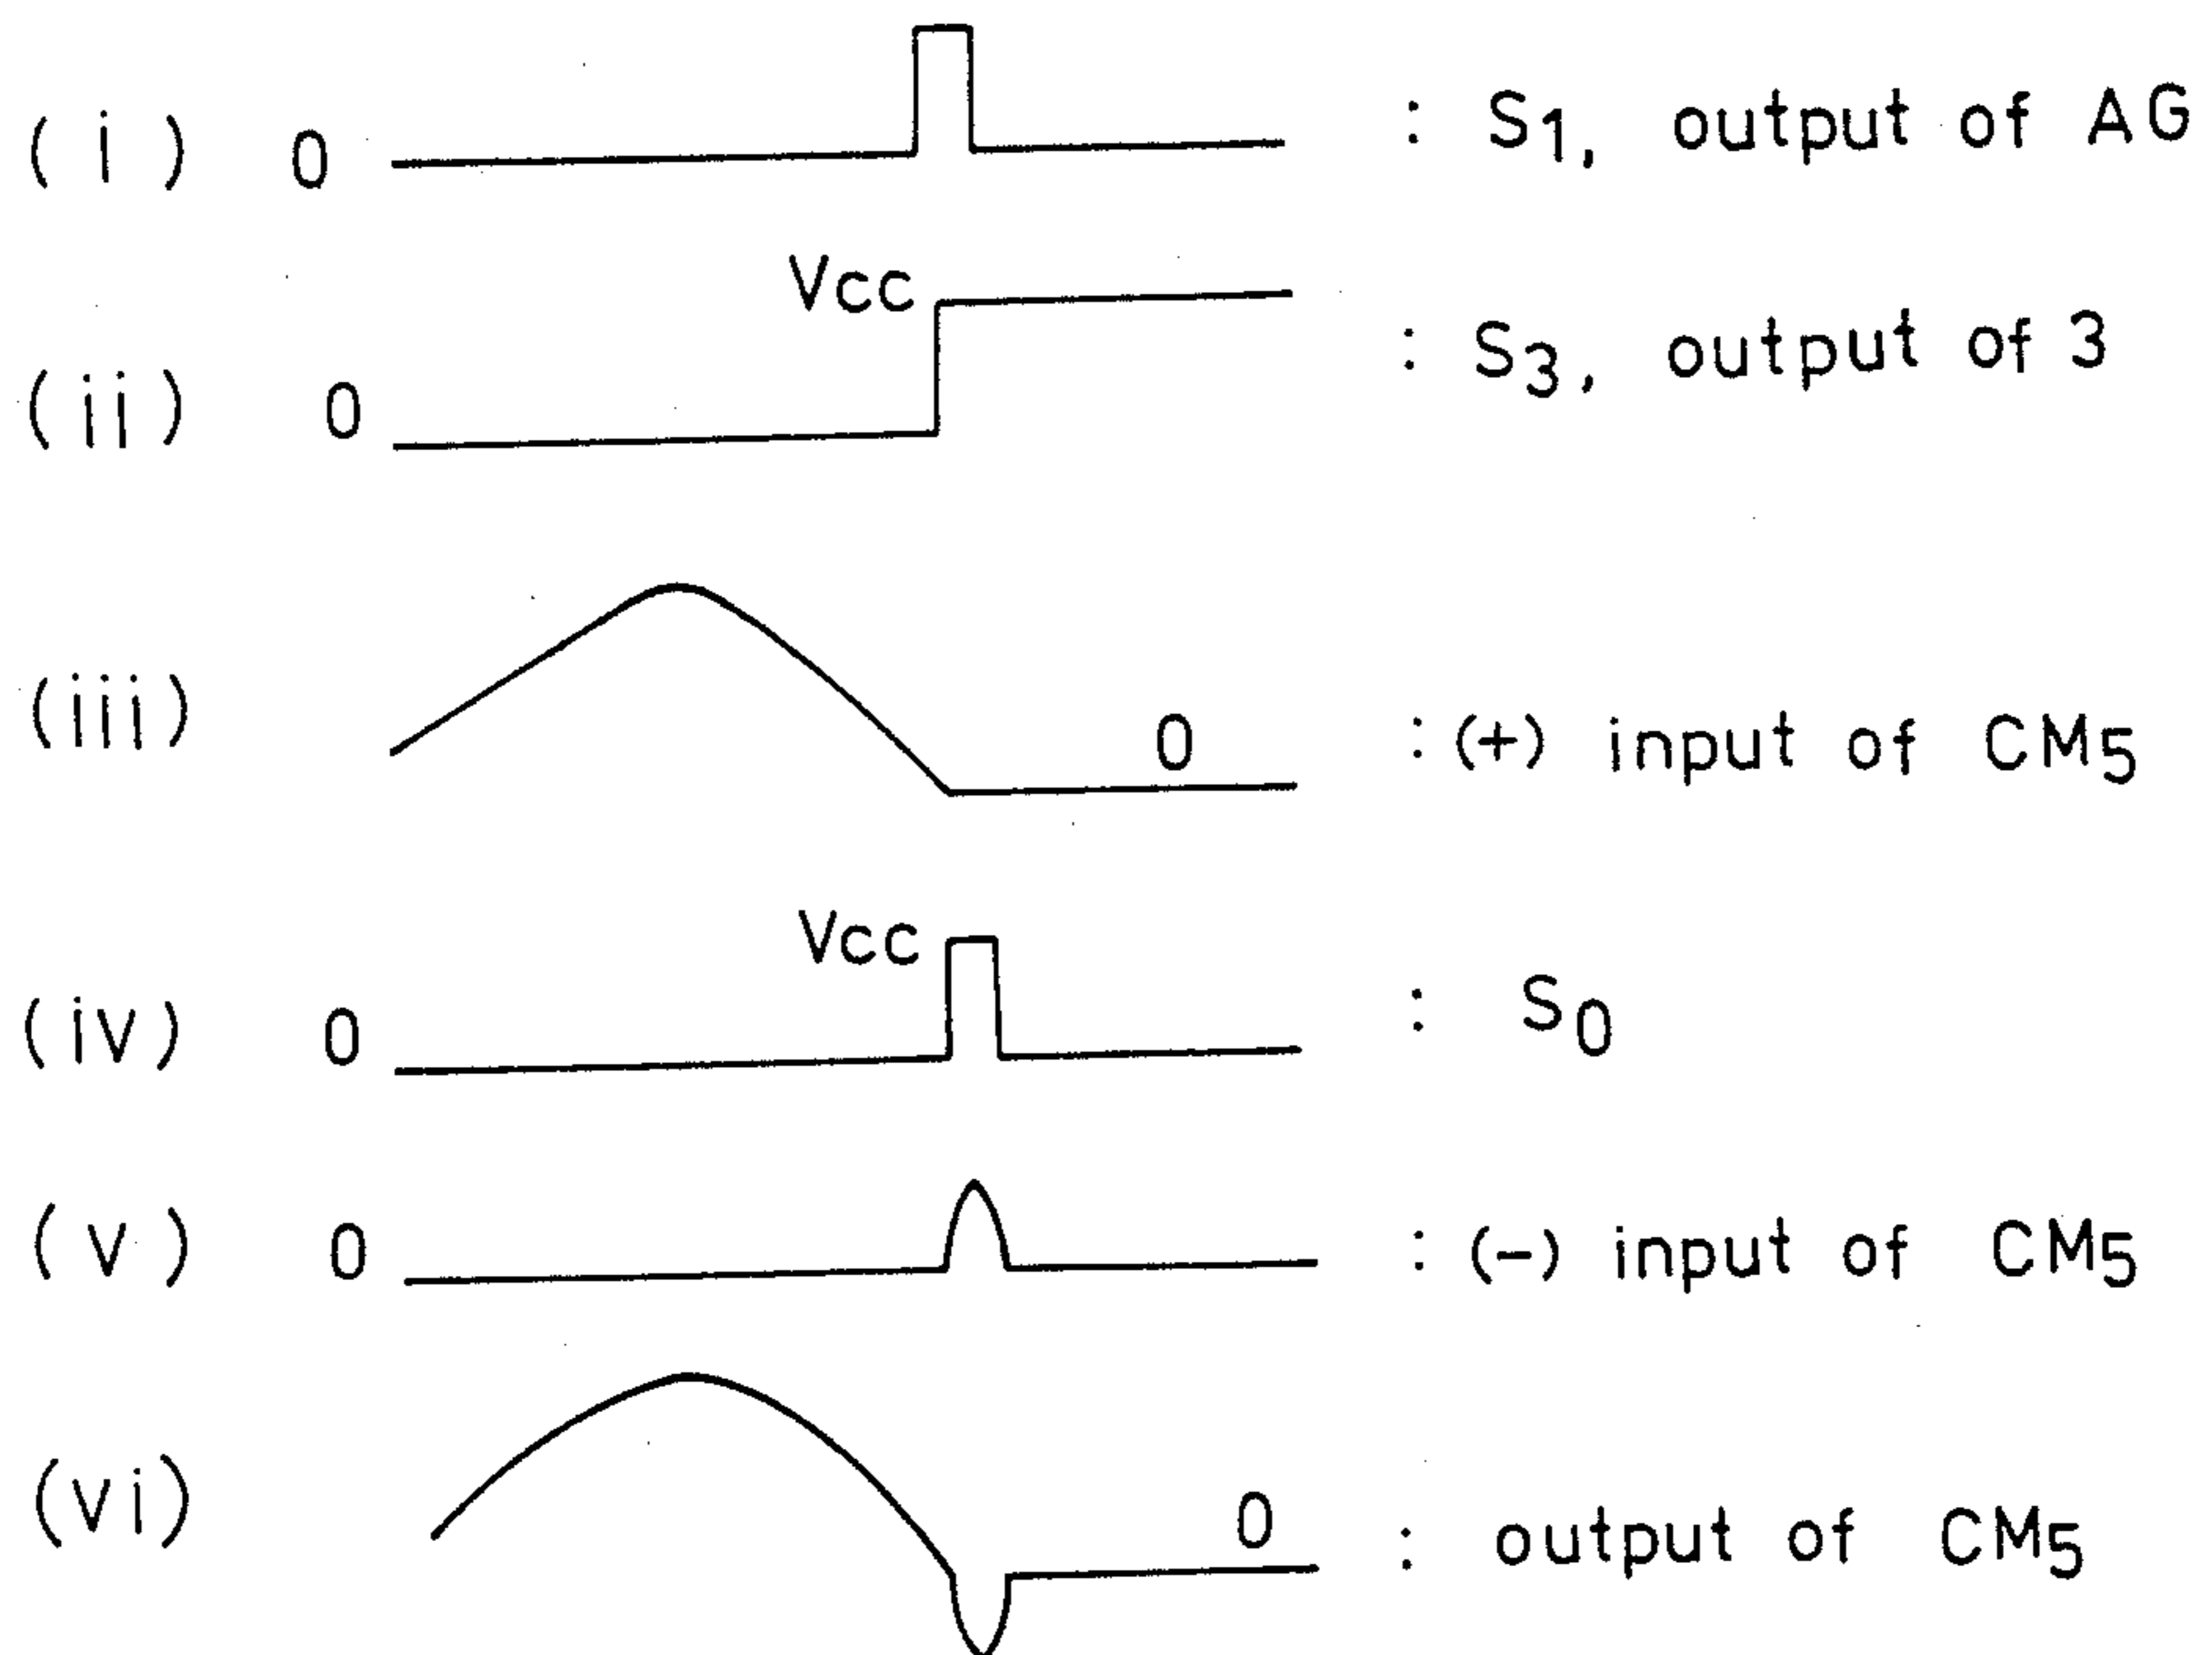 ( i ) 0 : S1, output of AG
Vcc
(ii) 0 : S3, output of 3
(iii) 0 : (+) input of CM5
Vcc
(iv) 0 : S0
( v ) 0 : (-) input of CM5
(vi) 0 : output of CM5